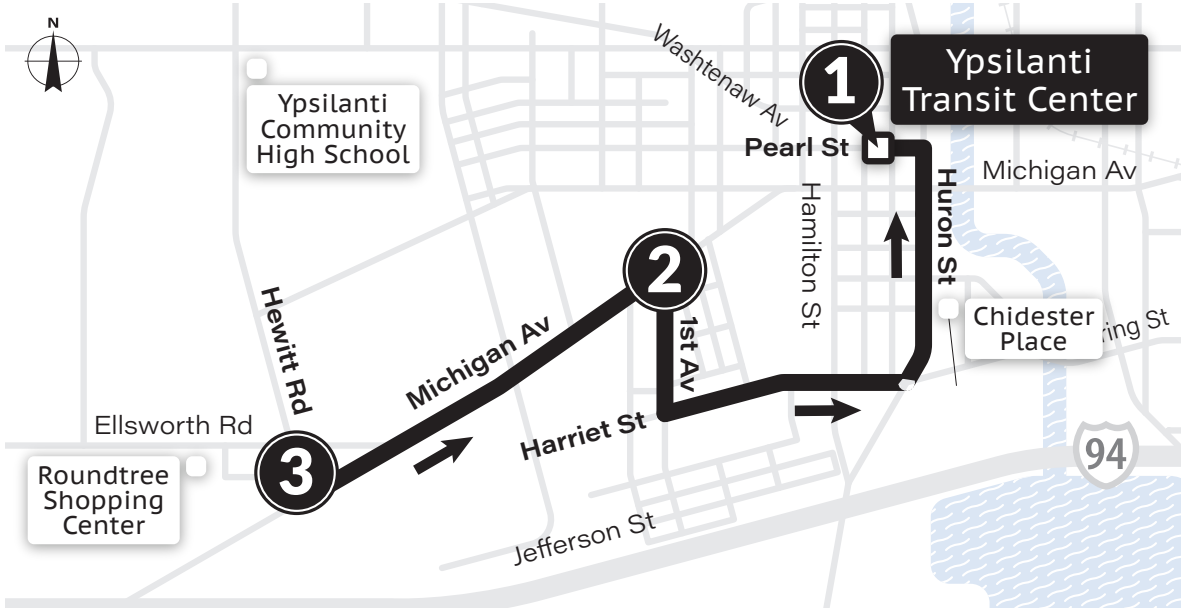 N
Ypsilanti
Community
High School
Washtenaw Av
1
Ypsilanti
Transit Center
Pearl St
Michigan Av
Hamilton St
Huron St
2
Hewitt Rd
Michigan Av
1st Av
Chidester
Place
ring St
Ellsworth Rd
Harriet St
Roundtree
Shopping
Center
3
94
Jefferson St